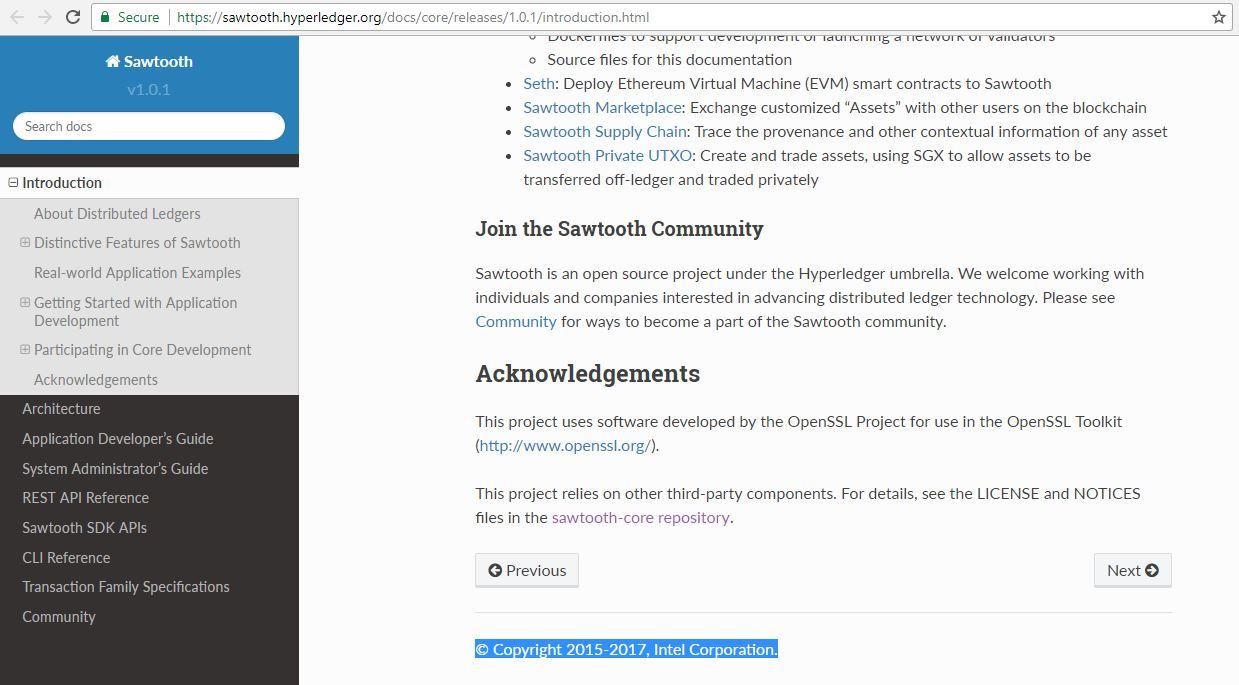 Secure
https://sawtooth.hyperledger.org/docs/core/releases/1.0.1/introduction.html
Sawtooth
v1.0.1
Search docs
Introduction
About Distributed Ledgers
Distinctive Features of Sawtooth
Real-world Application Examples
Getting Started with Application
Development
Participating in Core Development
Acknowledgements
Architecture
Application Developer’s Guide
System Administrator’s Guide
REST API Reference
Sawtooth SDK APIs
CLI Reference
Transaction Family Specifications
Community
Dockerfiles to support development or launching a network of validators
Source files for this documentation
Seth: Deploy Ethereum Virtual Machine (EVM) smart contracts to Sawtooth
Sawtooth Marketplace: Exchange customized “Assets” with other users on the blockchain
Sawtooth Supply Chain: Trace the provenance and other contextual information of any asset
Sawtooth Private UTXO: Create and trade assets, using SGX to allow assets to be
transferred off-ledger and traded privately
Join the Sawtooth Community
Sawtooth is an open source project under the Hyperledger umbrella. We welcome working with
individuals and companies interested in advancing distributed ledger technology. Please see
Community for ways to become a part of the Sawtooth community.
Acknowledgements
This project uses software developed by the OpenSSL Project for use in the OpenSSL Toolkit
(http://www.openssl.org/).
This project relies on other third-party components. For details, see the LICENSE and NOTICES
files in the sawtooth-core repository.
Previous
Next
© Copyright 2015-2017, Intel Corporation.